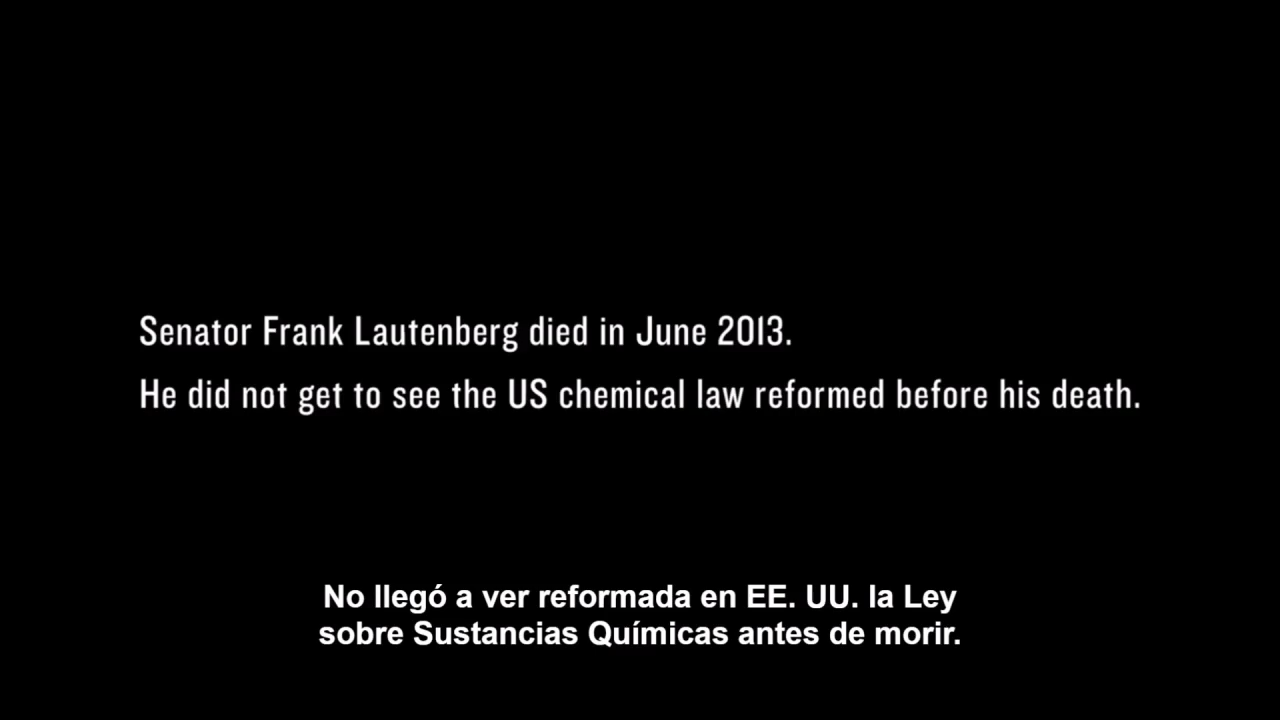 Senator Frank Lautenberg died in June 2013.
He did not get to see the US chemical law reformed before his death.
No llegó a ver reformada en EE. UU. la Ley
sobre Sustancias Químicas antes de morir.